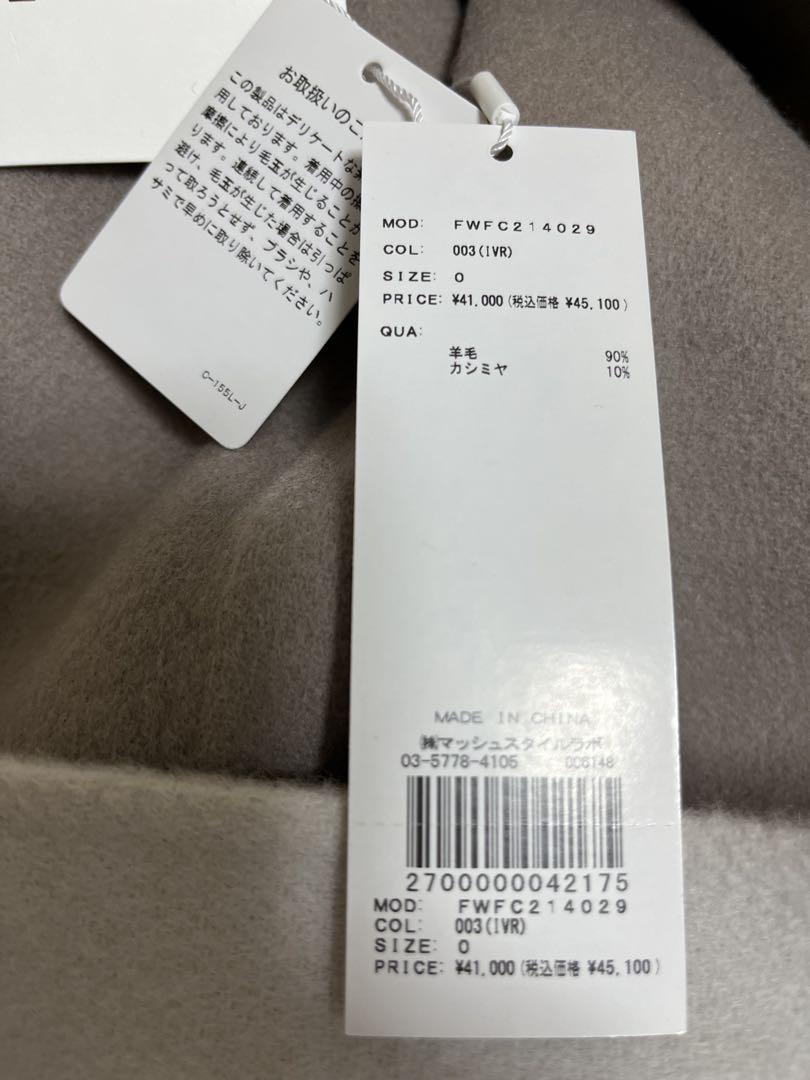 お取扱いのご
この製品はデリケートな
用しております。着用中の
摩擦により毛玉が生じることが
ります。連続して着用することを
避け、毛玉が生じた場合は引っぱ
って取ろうとせず、ブラシや、ハ
サミで早めに取り除いてください。
C-155L-J
MOD: FWFC214029
COL: 003(IVR)
SIZE: 0
PRICE: ¥41,000(税込価格 ¥45,100)
QUA:
羊毛 90%
カシミヤ 10%
MADE IN CHINA
㈱マッシュスタイルラボ
03-5778-4105 006148
2700000042175
MOD: FWFC214029
COL: 003(IVR)
SIZE: 0
PRICE: ¥41,000(税込価格 ¥45,100)